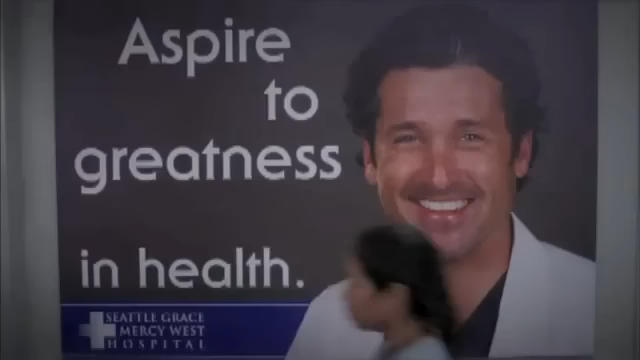 Aspire
to
greatness
in health.
SEATTLE GRACE
MERCY WEST
HOSPITAL